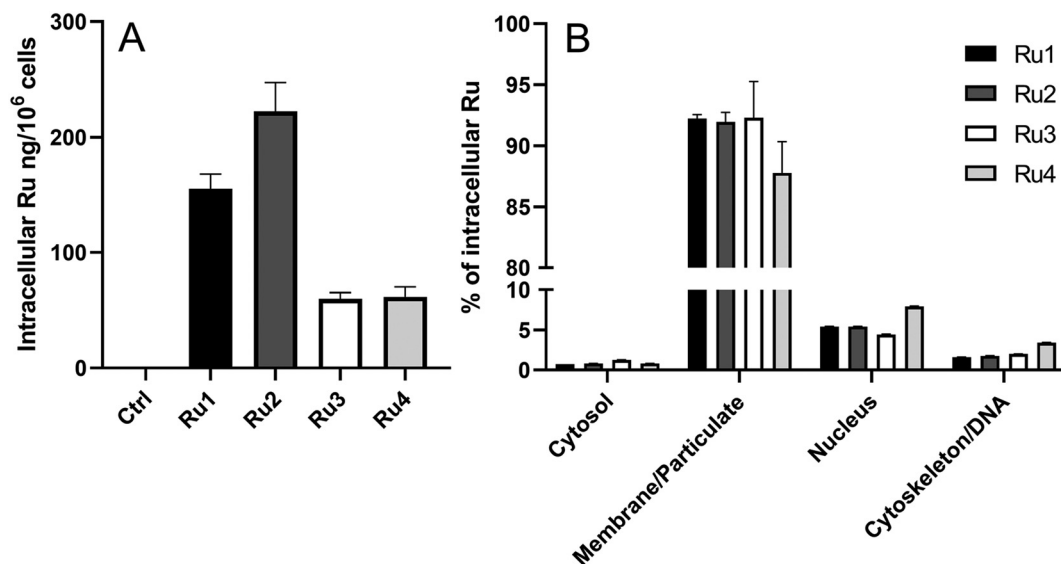 A
Intracellular Ru ng/10⁶ cells
300
200
100
0
Ctrl
Ru1
Ru2
Ru3
Ru4
B
% of intracellular Ru
100
95
90
85
80
10
5
0
Cytosol
Membrane/Particulate
Nucleus
Cytoskeleton/DNA
Ru1
Ru2
Ru3
Ru4